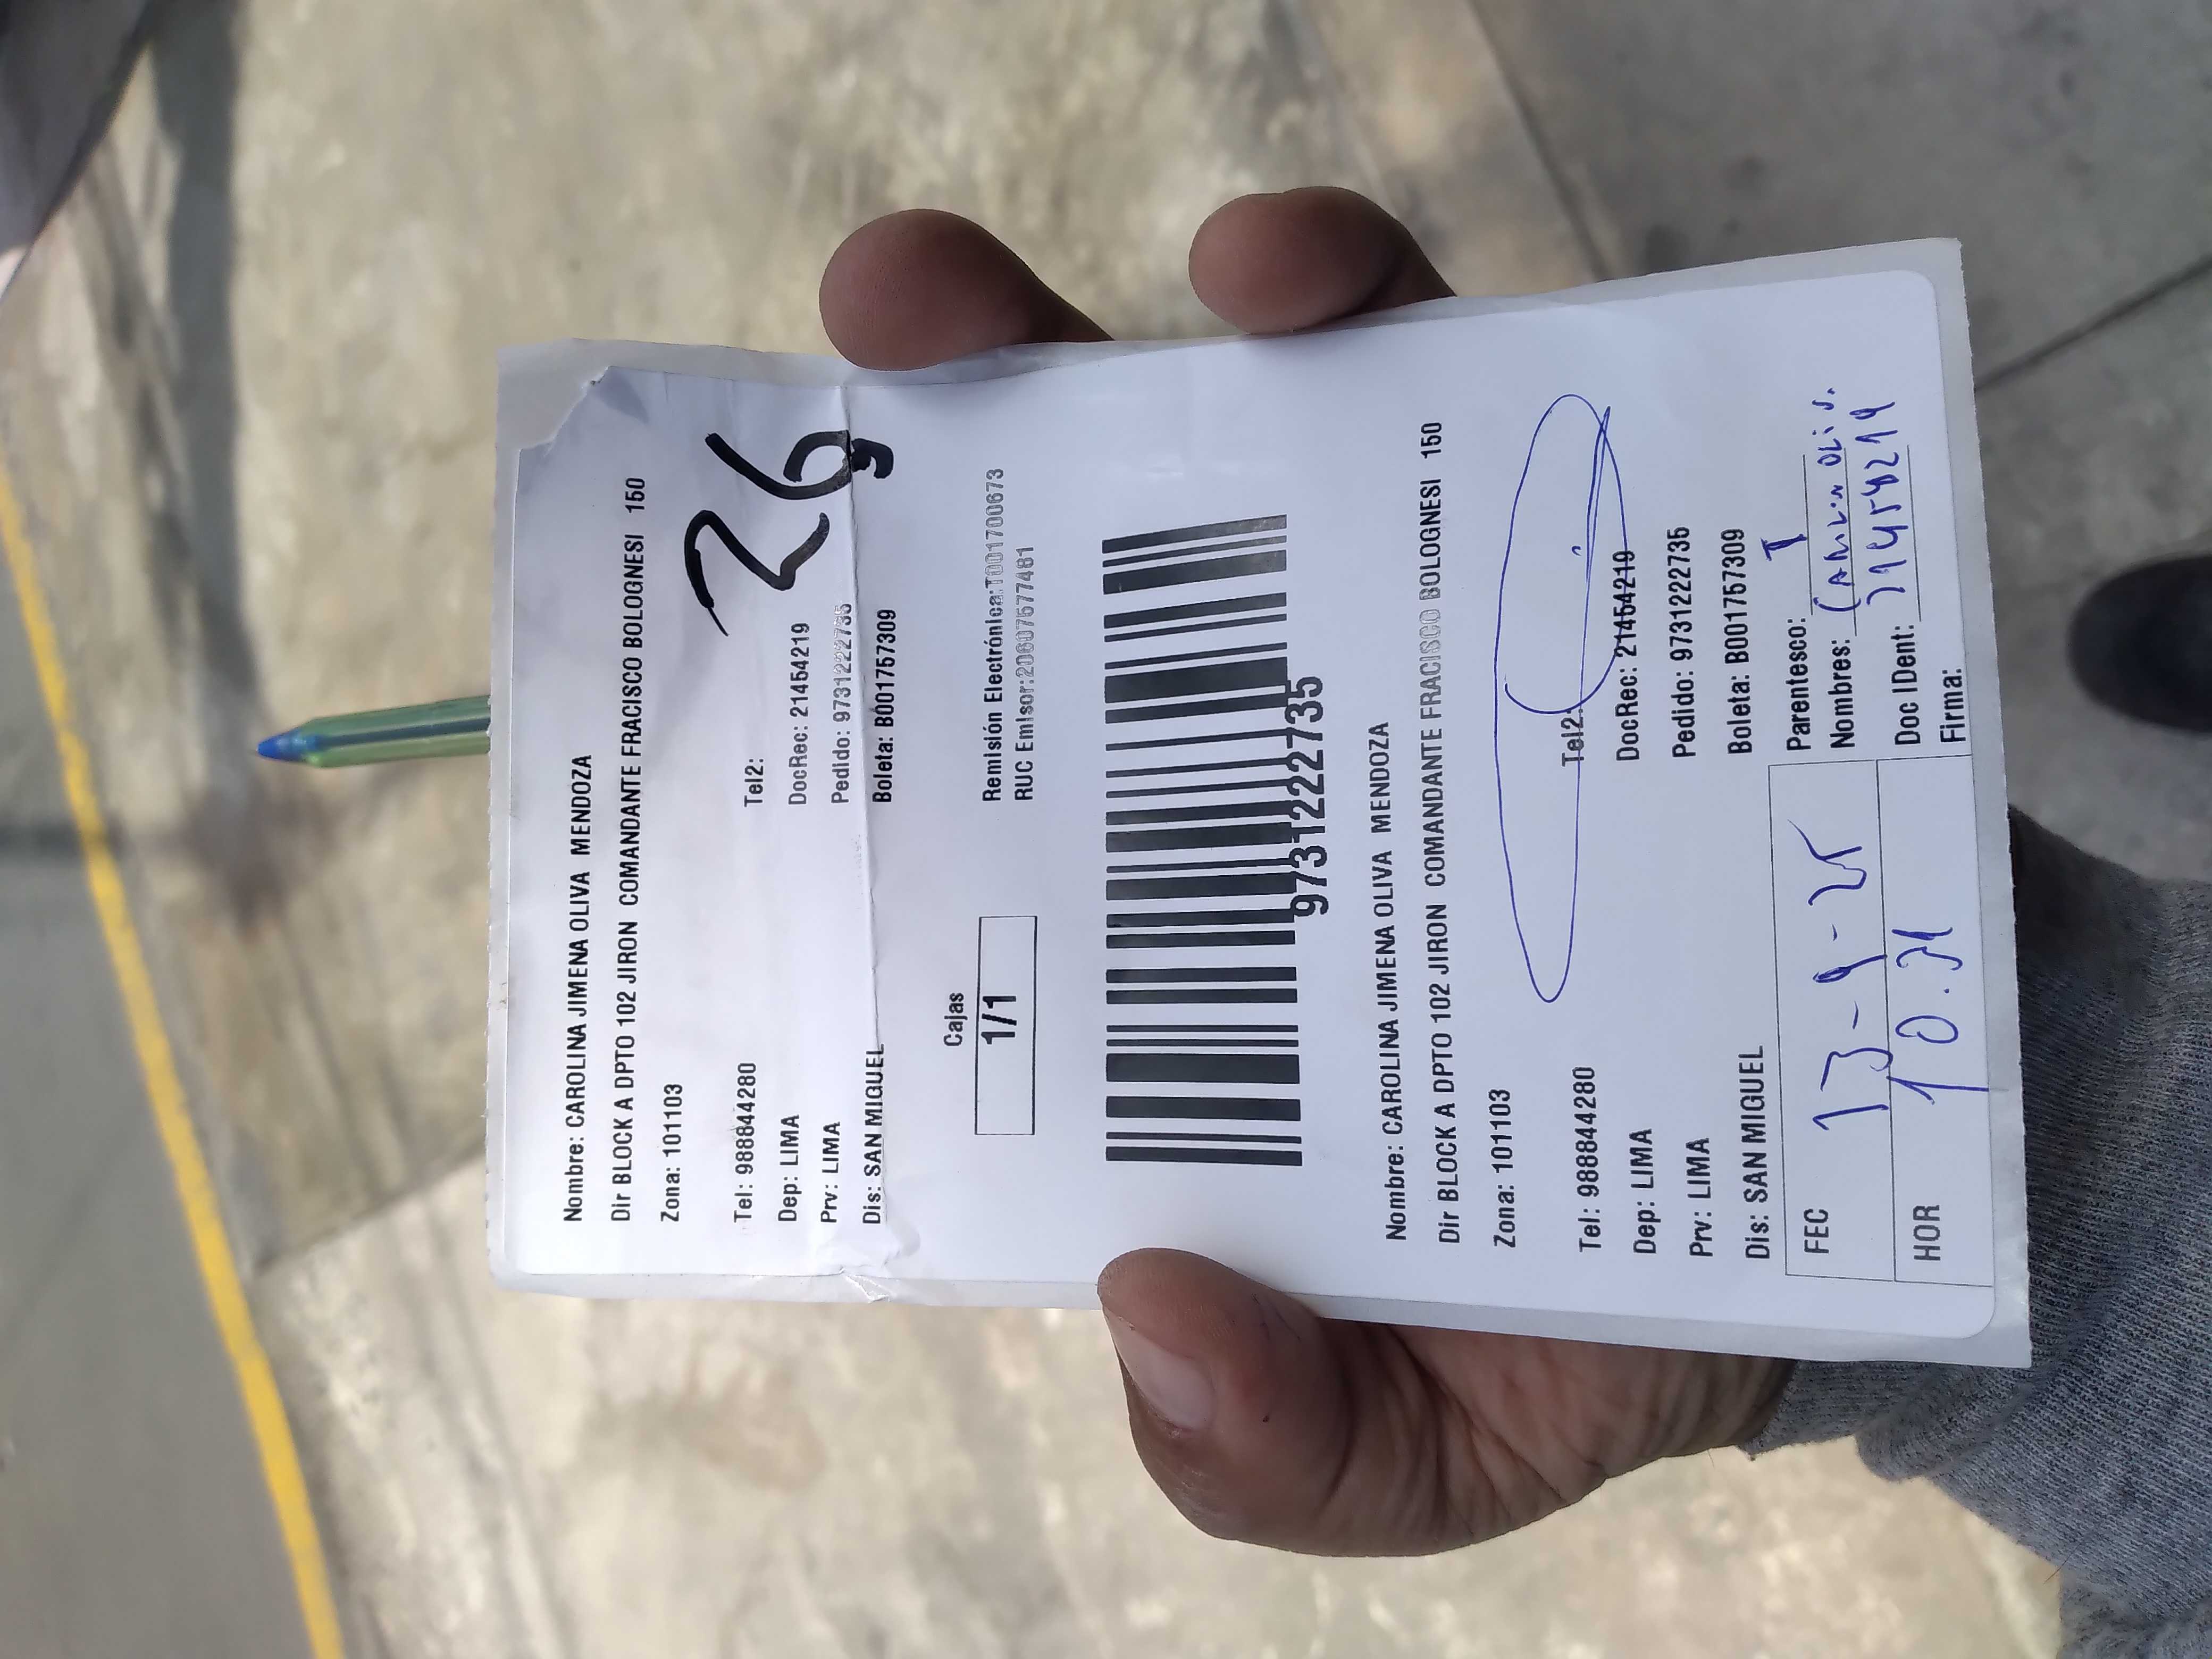 Nombre: CAROLINA JIMENA OLIVA MENDOZA
Dir BLOCK A DPTO 102 JIRON COMANDANTE FRACISCO BOLOGNESI 150
Zona: 101103
26
Tel: 988844280 Tel2:
Dep: LIMA DocRec: 21454219
Prv: LIMA Pedido: 9731222735
Dis: SAN MIGUEL Boleta: B001757309
Cajas
1/1
Remisión Electrónica:T001700673
RUC Emisor:20607577481
9731222735
Nombre: CAROLINA JIMENA OLIVA MENDOZA
Dir BLOCK A DPTO 102 JIRON COMANDANTE FRACISCO BOLOGNESI 150
Zona: 101103
Tel: 988844280 Tel2:
Dep: LIMA DocRec: 21454219
Prv: LIMA Pedido: 9731222735
Dis: SAN MIGUEL Boleta: B001757309
FEC 13-9-25
HOR 10.31
Parentesco: T
Nombres:
Doc IDent:
Firma: